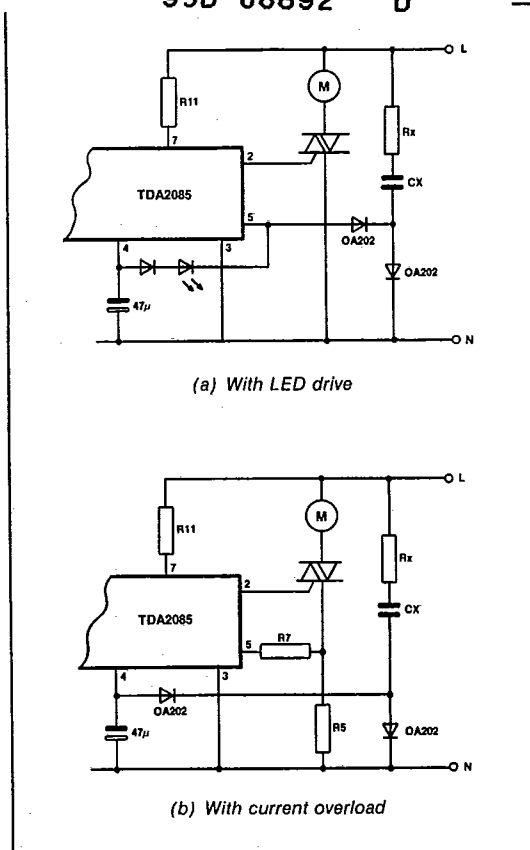 L
M
R11
Rx
7
2
CX
TDA2085
5
OA202
4
3
OA202
47μ
N
(a) With LED drive
L
R11
M
Rx
7
2
CX
TDA2085
R7
5
4
3
OA202
R5
OA202
47μ
N
(b) With current overload